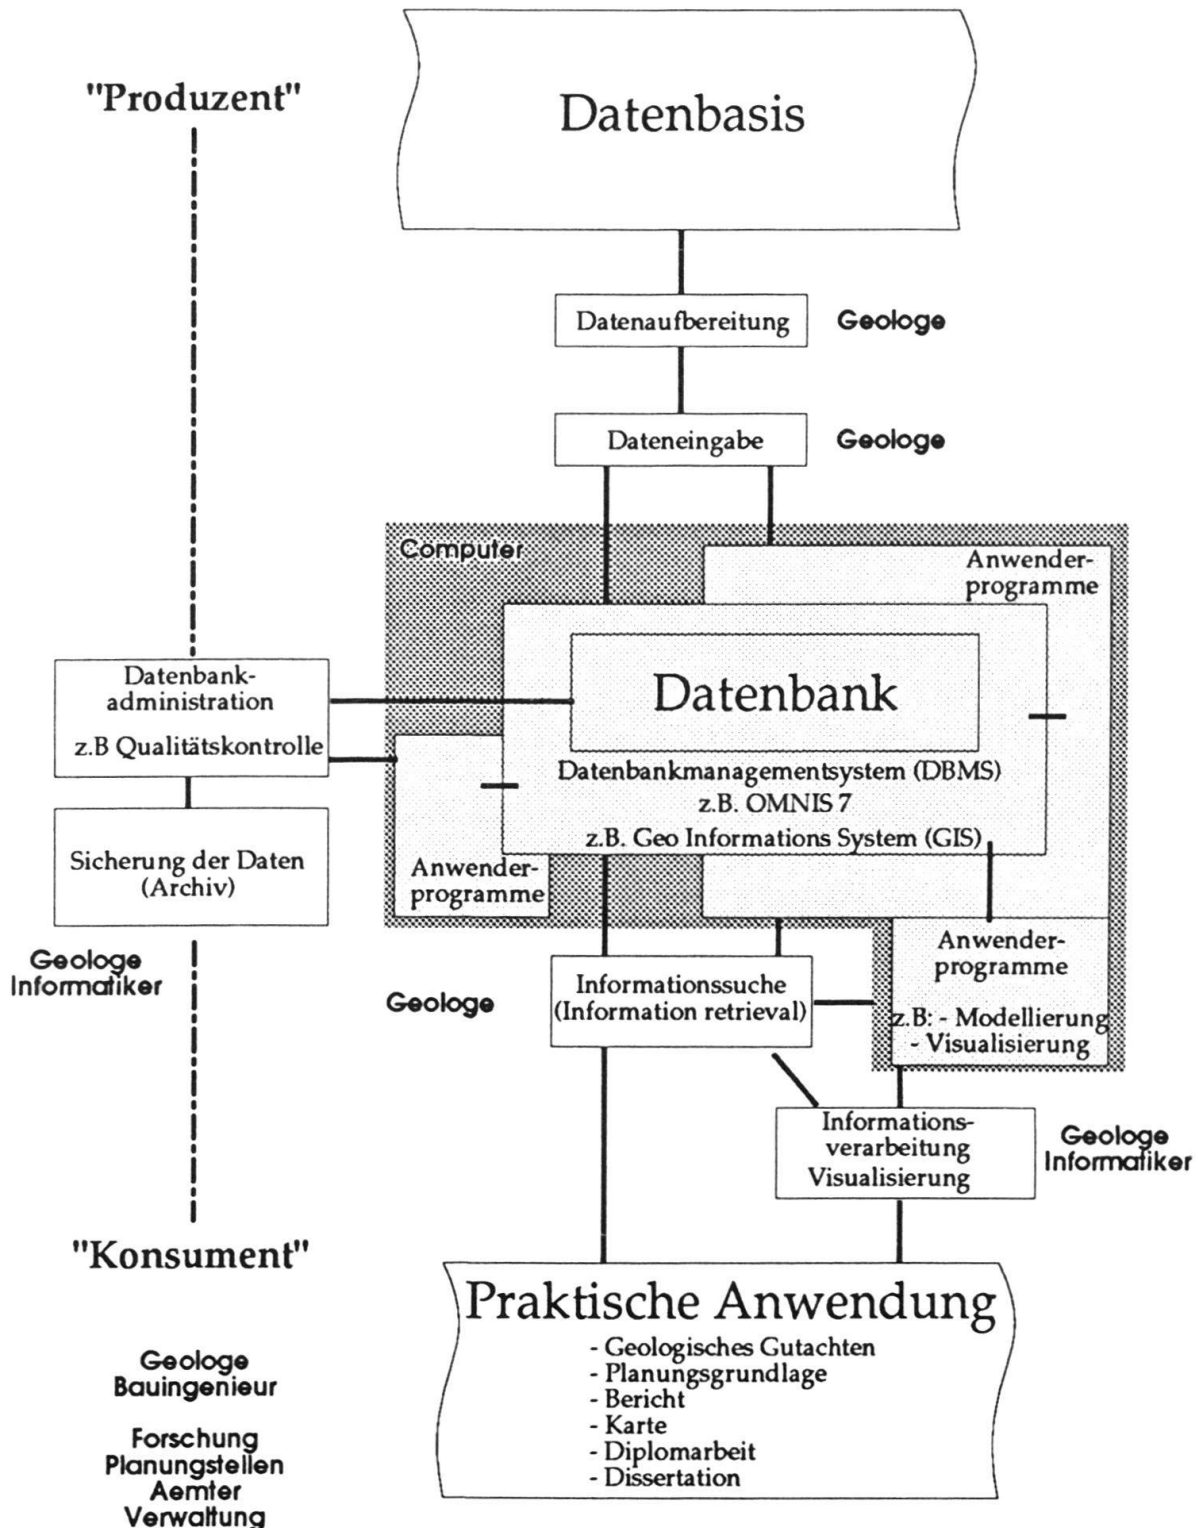 "Produzent"
Datenbasis
Datenaufbereitung
Geologe
Dateneingabe
Geologe
Computer
Anwender-
programme
Datenbank
Datenbank-
administration
z.B Qualitätskontrolle
Datenbankmanagementsystem (DBMS)
z.B. OMNIS 7
z.B. Geo Informations System (GIS)
Sicherung der Daten
(Archiv)
Anwender-
programme
Geologe
Informatiker
Geologe
Informationssuche
(Information retrieval)
Anwender-
programme
z.B: - Modellierung
- Visualisierung
Informations-
verarbeitung
Visualisierung
Geologe
Informatiker
"Konsument"
Praktische Anwendung
- Geologisches Gutachten
- Planungsgrundlage
- Bericht
- Karte
- Diplomarbeit
- Dissertation
Geologe
Bauingenieur
Forschung
Planungstellen
Aemter
Verwaltung